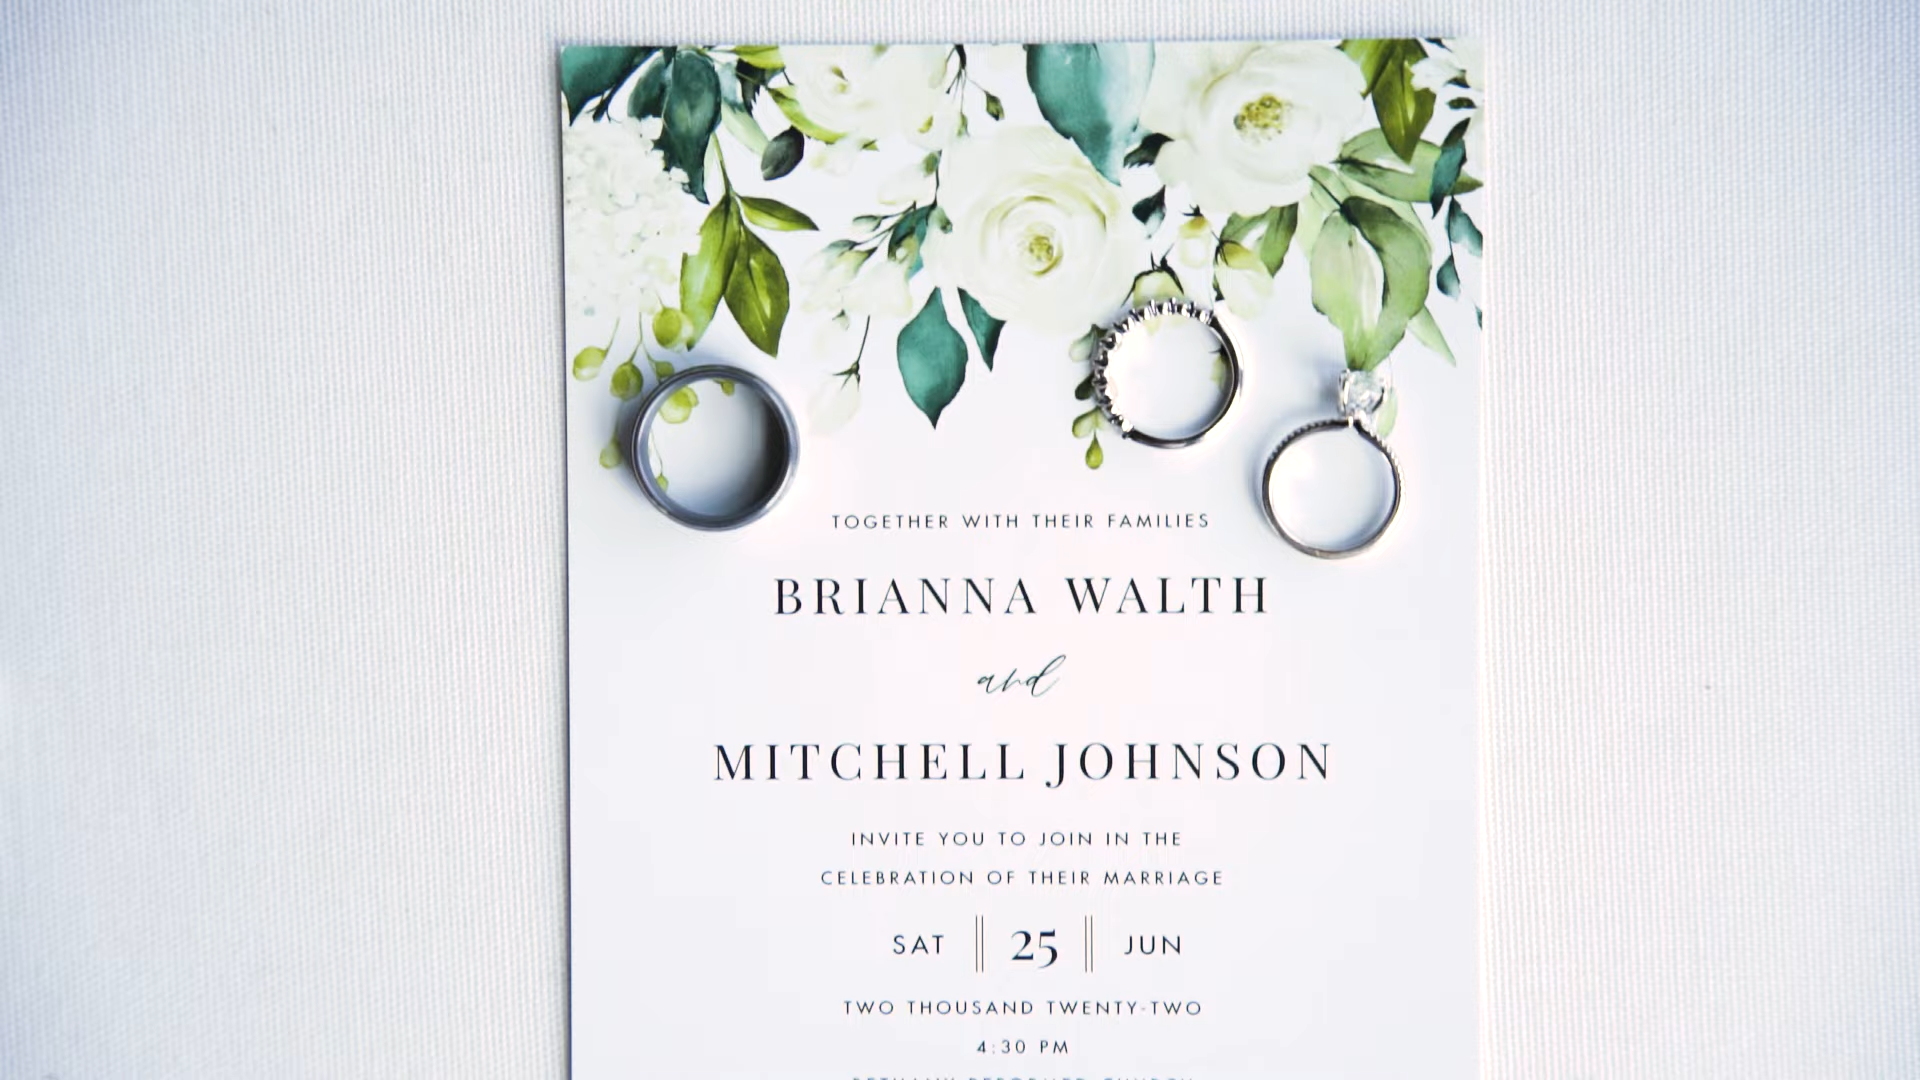 TOGETHER WITH THEIR FAMILIES
BRIANNA WALTH
and
MITCHELL JOHNSON
INVITE YOU TO JOIN IN THE
CELEBRATION OF THEIR MARRIAGE
SAT 25 JUN
TWO THOUSAND TWENTY-TWO
4:30 PM